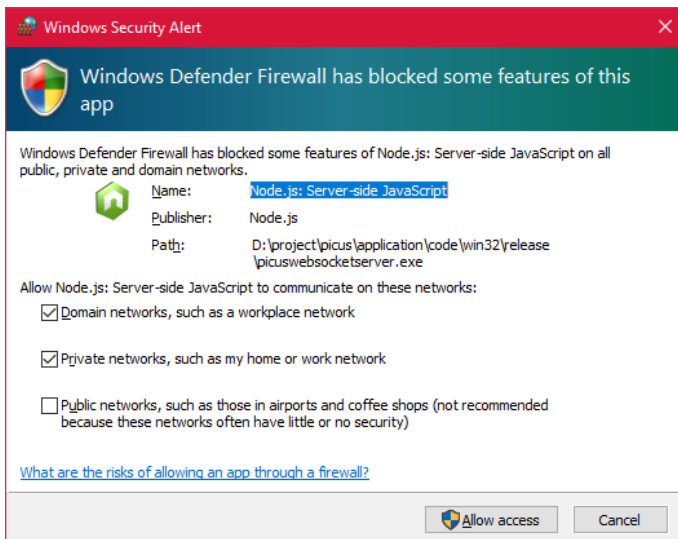 Windows Security Alert
Windows Defender Firewall has blocked some features of this
app
Windows Defender Firewall has blocked some features of Node.js: Server-side JavaScript on all
public, private and domain networks.
Name: Node.js: Server-side JavaScript
Publisher: Node.js
Path: D:\project\picus\application\code\win32\release
\picuswebsocketserver.exe
Allow Node.js: Server-side JavaScript to communicate on these networks:
Domain networks, such as a workplace network
Private networks, such as my home or work network
Public networks, such as those in airports and coffee shops (not recommended
because these networks often have little or no security)
What are the risks of allowing an app through a firewall?
Allow access Cancel